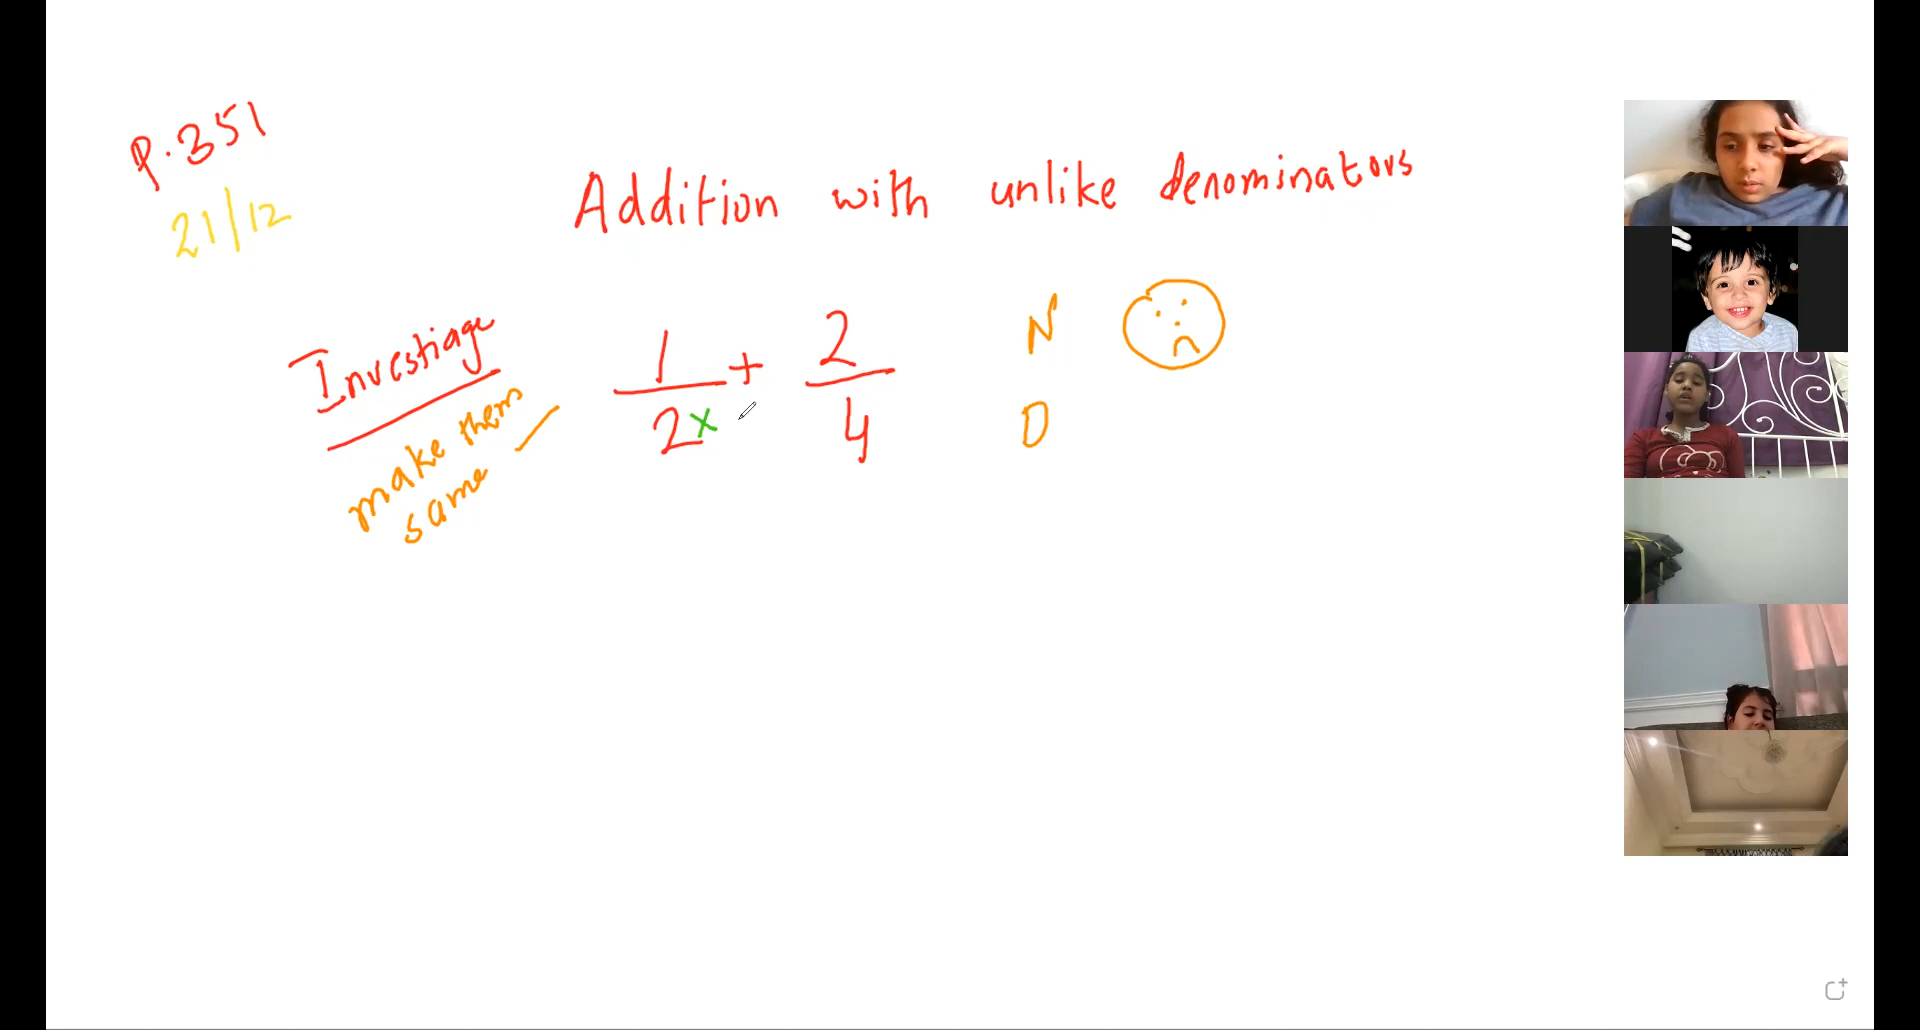 P.351
21/12
Addition with unlike denominators
Investiage
make them
same
1 + 2
2x 4
N
D